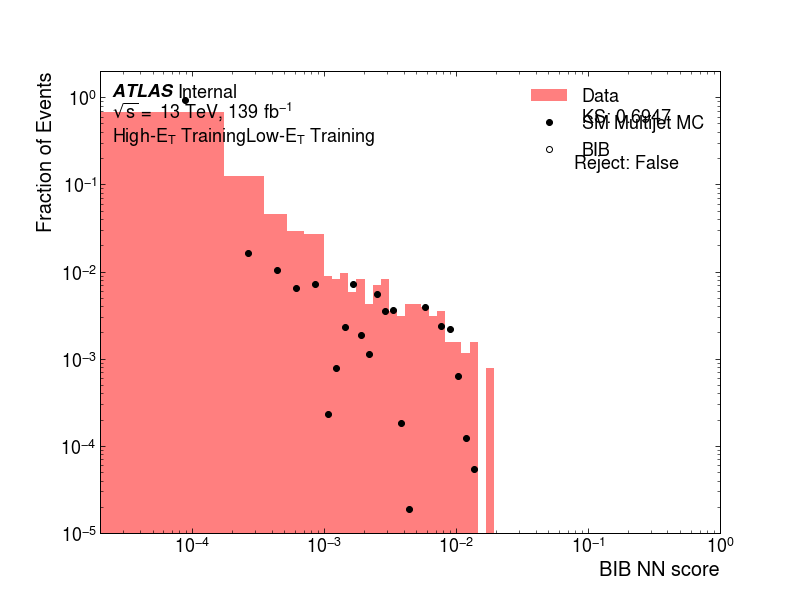 ATLAS Internal
√s = 13 TeV, 139 fb⁻¹
High-E_T TrainingLow-E_T Training
Data
KS: 0.6947
SM Multijet MC
BIB
Reject: False
Fraction of Events
10⁰
10⁻¹
10⁻²
10⁻³
10⁻⁴
10⁻⁵
10⁻⁴ 10⁻³ 10⁻² 10⁻¹ 10⁰
BIB NN score